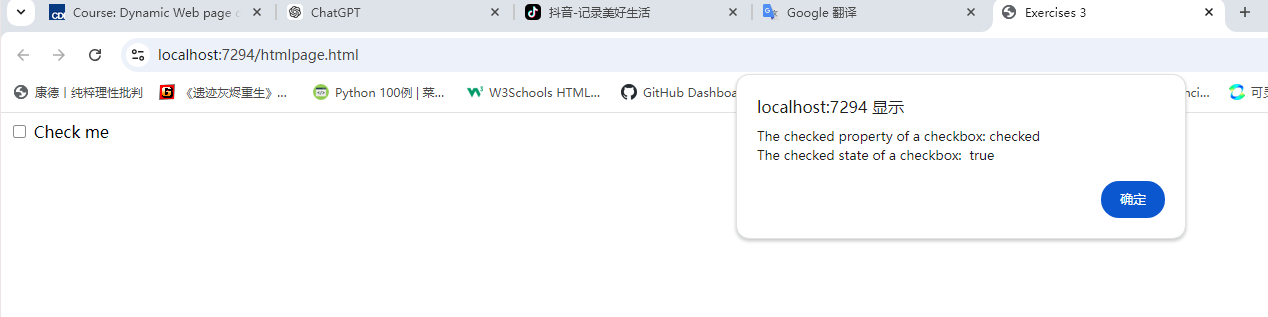 Course: Dynamic Web page d
ChatGPT
抖音-记录美好生活
Google 翻译
Exercises 3
localhost:7294/htmlpage.html
康德丨纯粹理性批判
《遗迹灰烬重生》...
Python 100例 | 菜...
W3Schools HTML...
GitHub Dashboa
nci...
可灵
Check me
localhost:7294 显示
The checked property of a checkbox: checked
The checked state of a checkbox:  true
确定